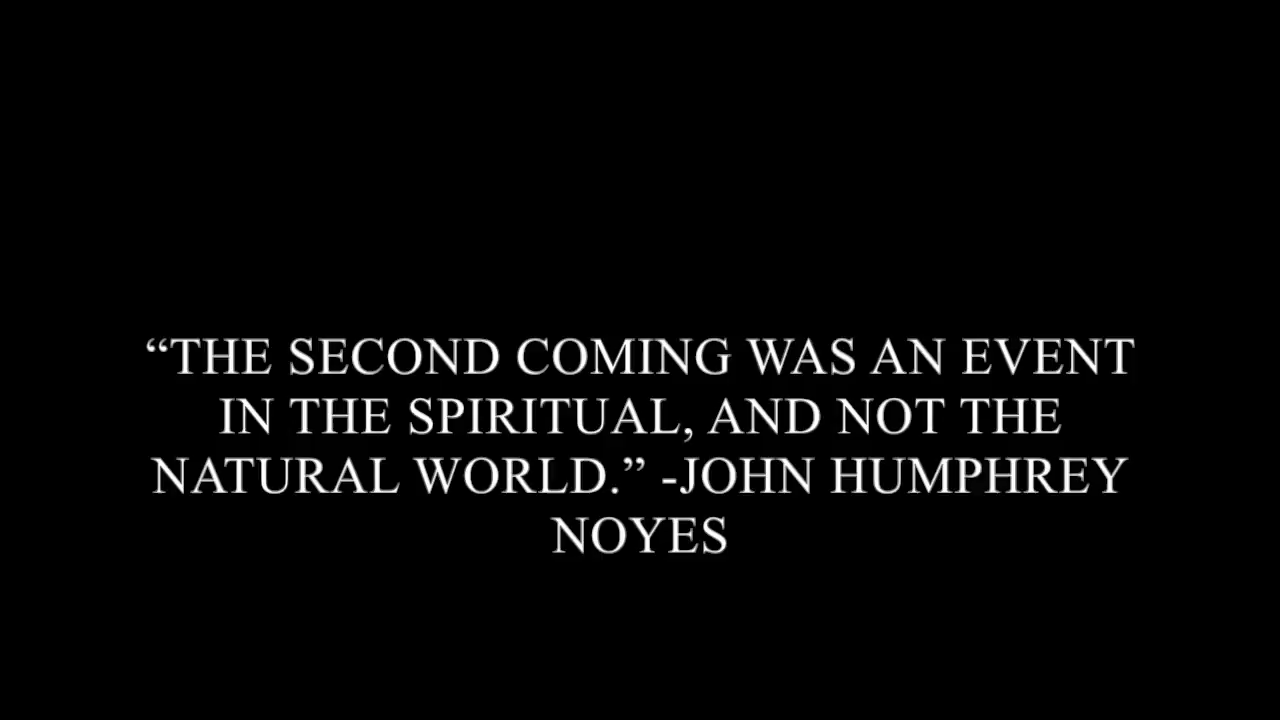 “THE SECOND COMING WAS AN EVENT
IN THE SPIRITUAL, AND NOT THE
NATURAL WORLD.” -JOHN HUMPHREY
NOYES